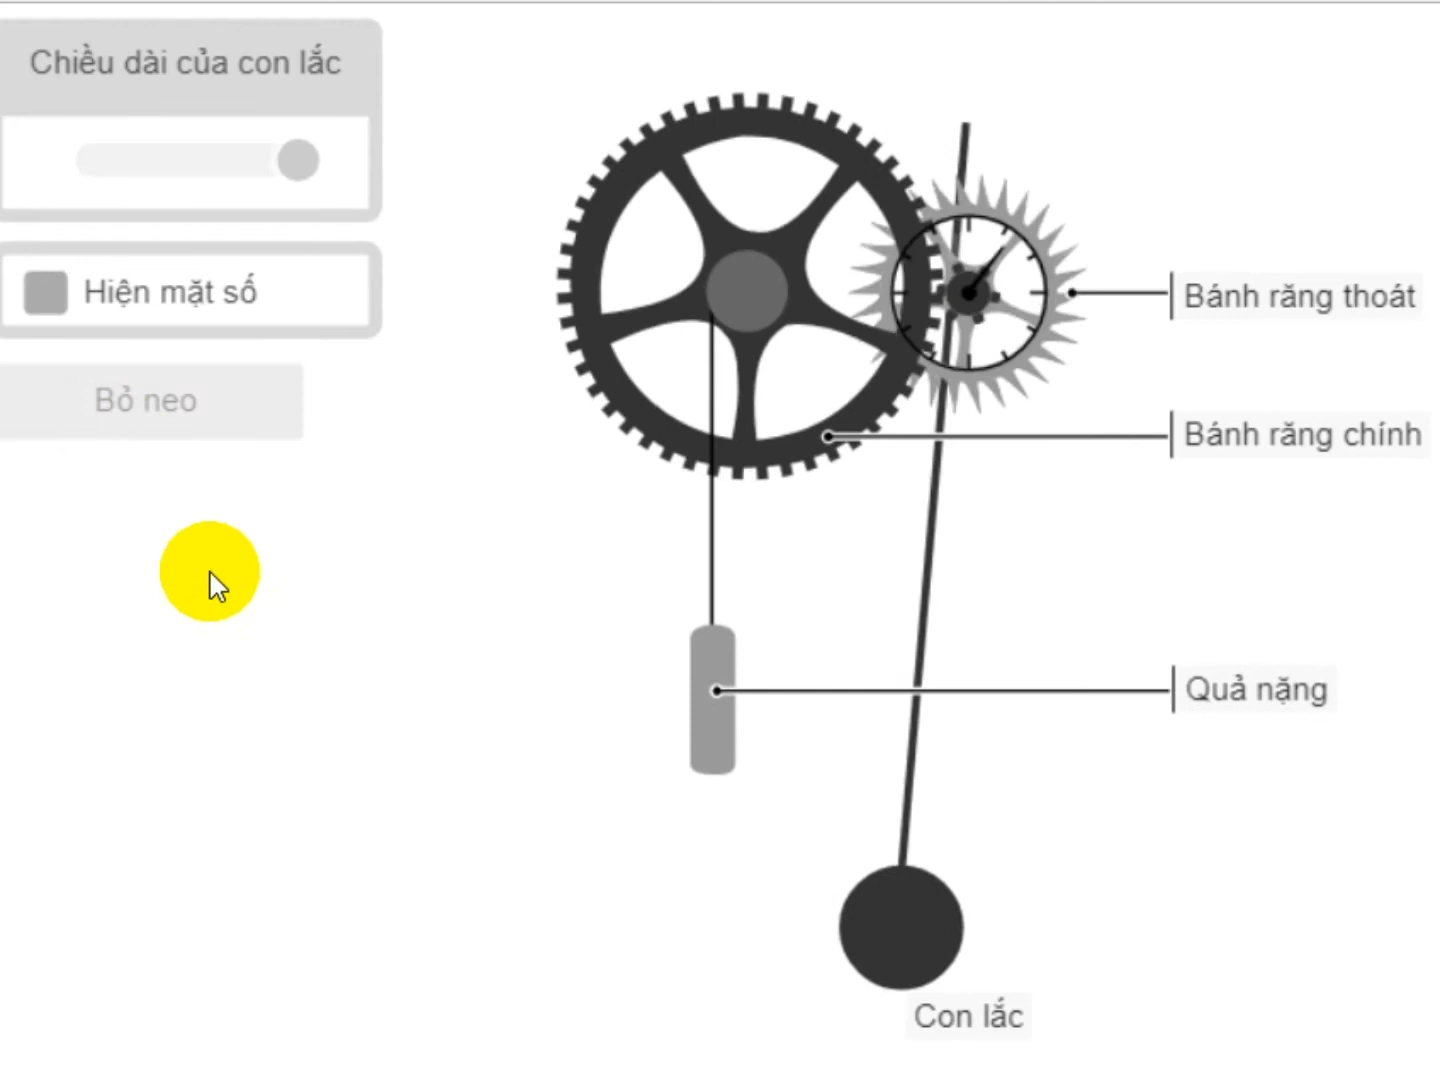 Chiều dài của con lắc
Hiện mặt số
Bỏ neo
Bánh răng thoát
Bánh răng chính
Quả nặng
Con lắc